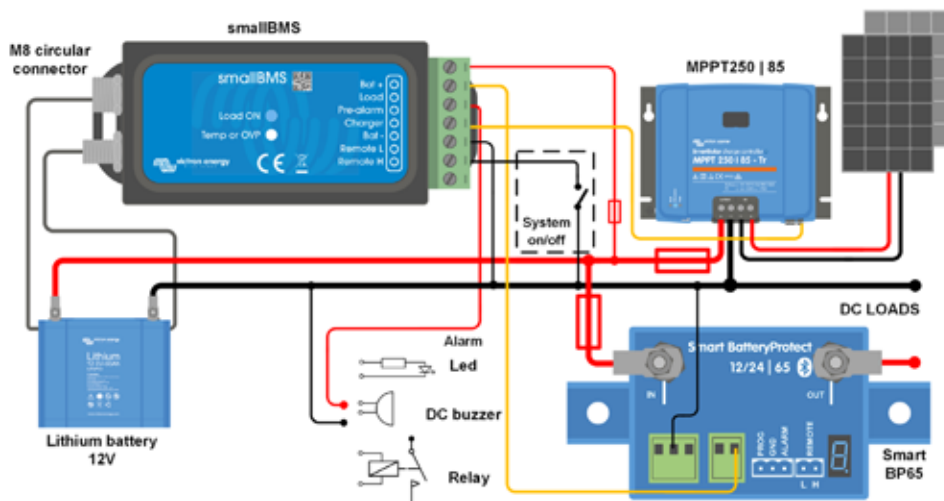 smallBMS
M8 circular
connector
smallBMS
Load ON
Temp or OVP
victron energy
CE
Bat +
Load
Pre-alarm
Charger
Bat -
Remote L
Remote H
MPPT250 | 85
MPPT 250 | 85 - Tr
System
on/off
DC LOADS
Alarm
Led
DC buzzer
Relay
Lithium
Lithium battery
12V
Smart BatteryProtect
12/24 | 65
IN
OUT
PROG
GND
ALARM
REMOTE
L H
Smart
BP65